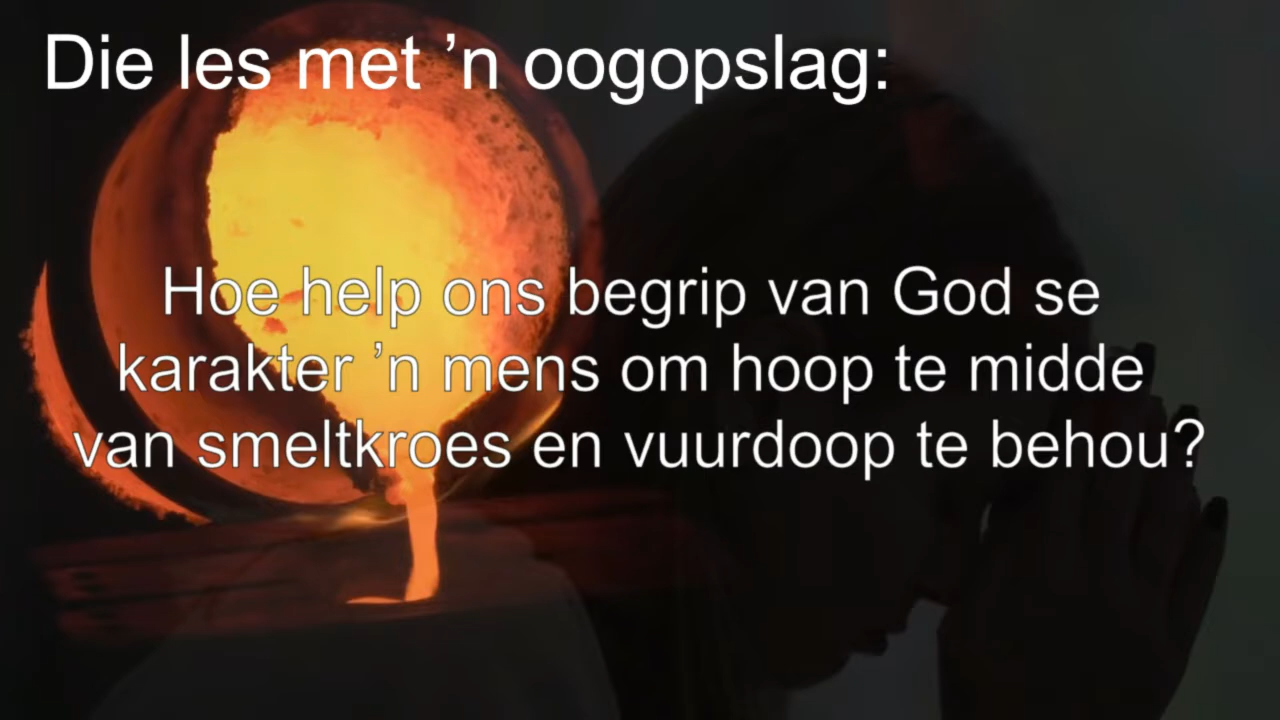 Die les met ’n oogopslag:
Hoe help ons begrip van God se
karakter ’n mens om hoop te midde
van smeltkroes en vuurdoop te behou?